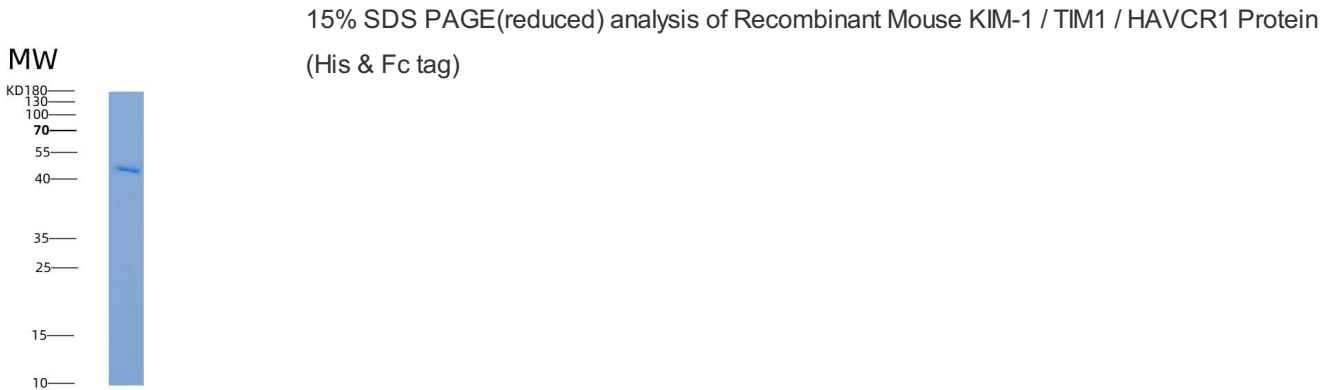 15% SDS PAGE(reduced) analysis of Recombinant Mouse KIM-1 / TIM1 / HAVCR1 Protein
(His & Fc tag)
MW
KD180
130
100
70
55
40
35
25
15
10